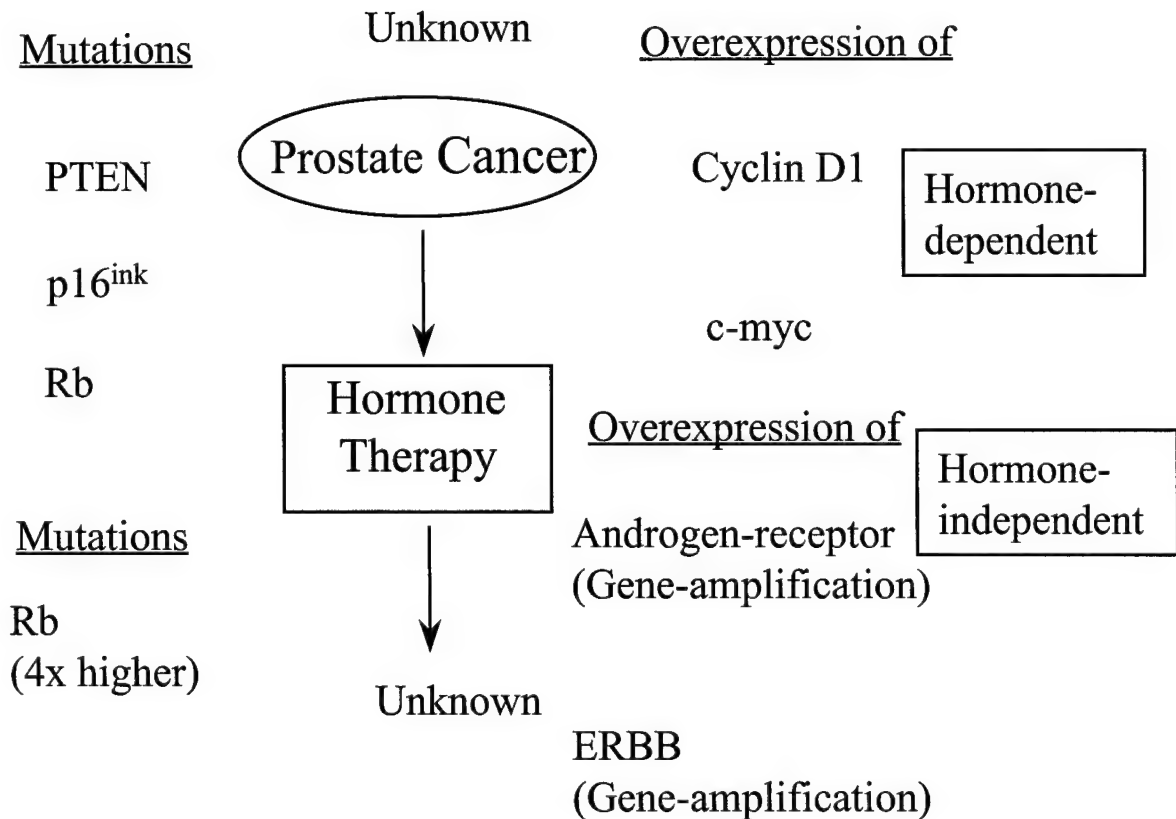 Unknown
Mutations
Overexpression of
Prostate Cancer
PTEN
Cyclin D1
Hormone-
dependent
p16ink
c-myc
Rb
Hormone
Therapy
Overexpression of
Hormone-
independent
Mutations
Androgen-receptor
(Gene-amplification)
Rb
(4x higher)
Unknown
ERBB
(Gene-amplification)